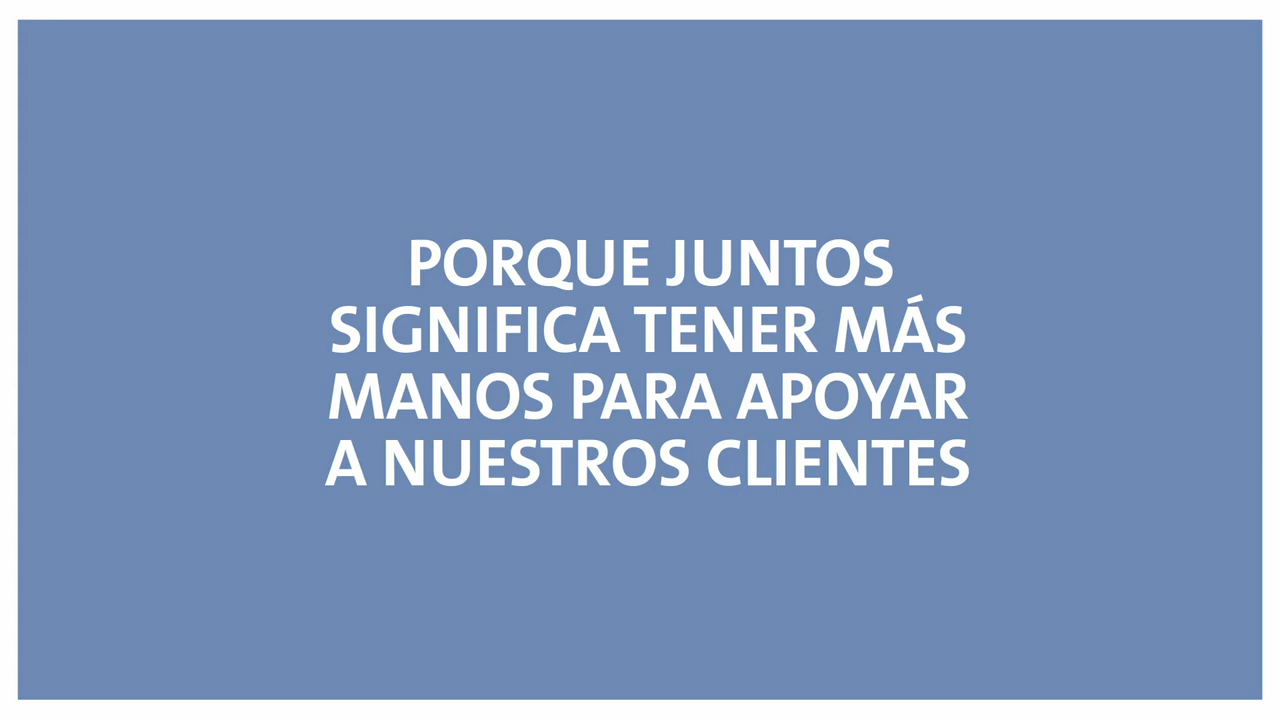 PORQUE JUNTOS
SIGNIFICA TENER MÁS
MANOS PARA APOYAR
A NUESTROS CLIENTES